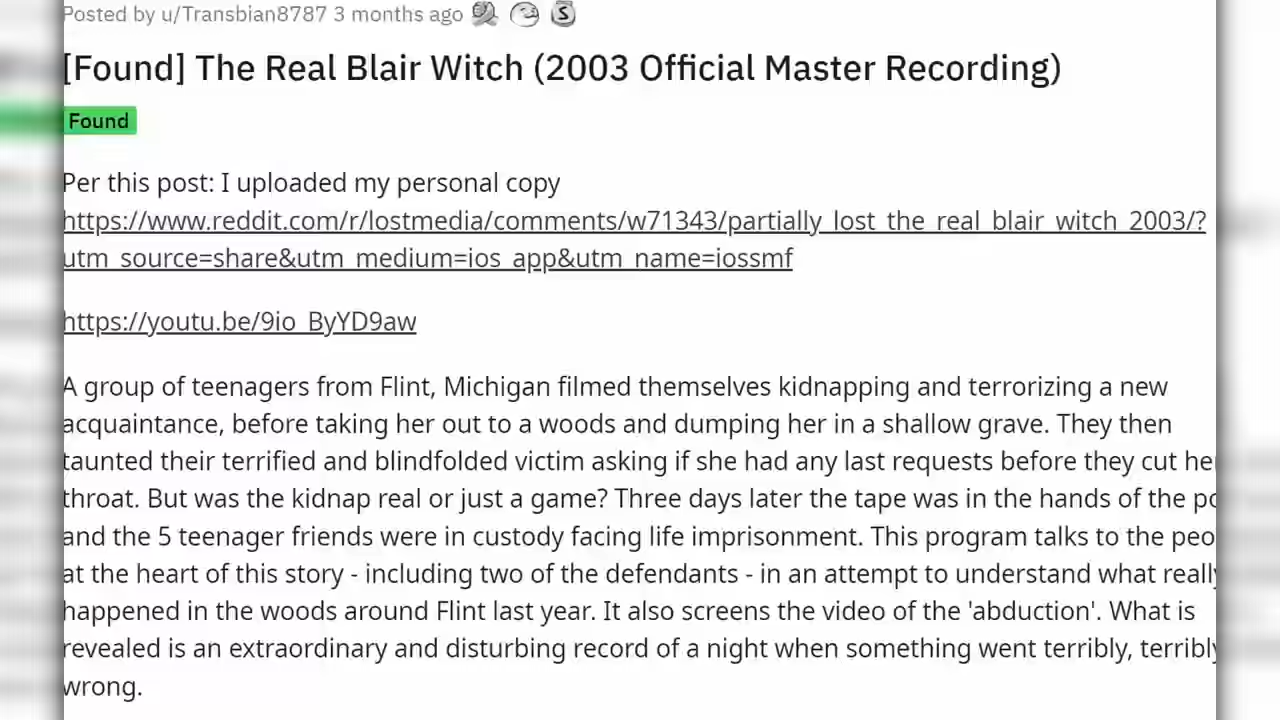 Posted by u/Transbian8787 3 months ago
[Found] The Real Blair Witch (2003 Official Master Recording)
Found
Per this post: I uploaded my personal copy
https://www.reddit.com/r/lostmedia/comments/w71343/partially_lost_the_real_blair_witch_2003/?
utm_source=share&utm_medium=ios_app&utm_name=iossmf
https://youtu.be/9io_ByYD9aw
A group of teenagers from Flint, Michigan filmed themselves kidnapping and terrorizing a new
acquaintance, before taking her out to a woods and dumping her in a shallow grave. They then
taunted their terrified and blindfolded victim asking if she had any last requests before they cut her
throat. But was the kidnap real or just a game? Three days later the tape was in the hands of the po
and the 5 teenager friends were in custody facing life imprisonment. This program talks to the peo
at the heart of this story - including two of the defendants - in an attempt to understand what really
happened in the woods around Flint last year. It also screens the video of the 'abduction'. What is
revealed is an extraordinary and disturbing record of a night when something went terribly, terribly
wrong.